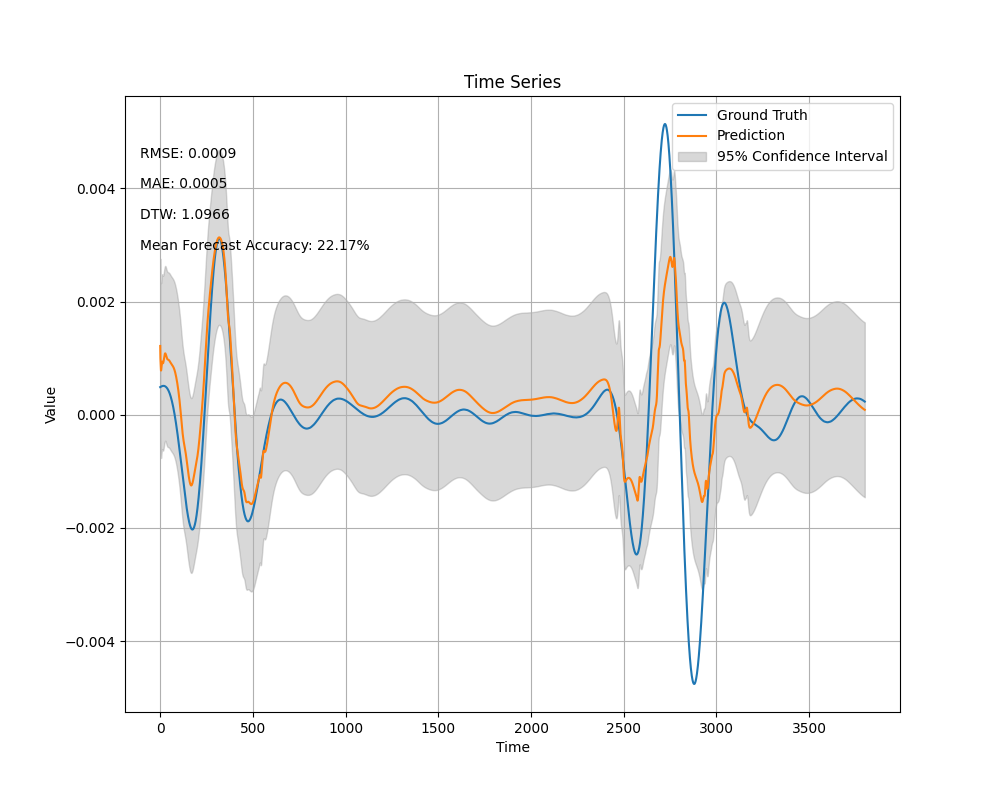 Time Series
Ground Truth
Prediction
95% Confidence Interval
RMSE: 0.0009
MAE: 0.0005
DTW: 1.0966
Mean Forecast Accuracy: 22.17%
Value
0.004
0.002
0.000
−0.002
−0.004
0 500 1000 1500 2000 2500 3000 3500
Time